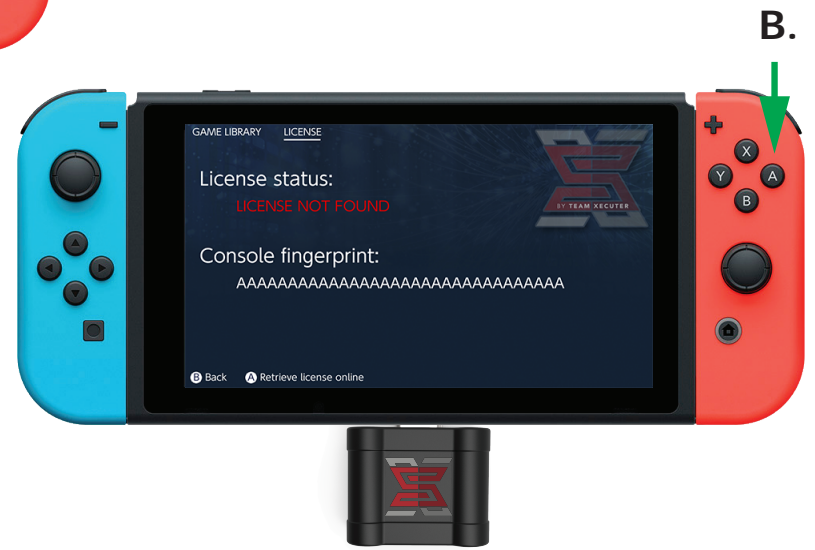 B.
GAME LIBRARY LICENSE
License status:
LICENSE NOT FOUND
BY TEAM XECUTER
Console fingerprint:
AAAAAAAAAAAAAAAAAAAAAAAAAAAAAAAA
B Back A Retrieve license online
X
Y A
B